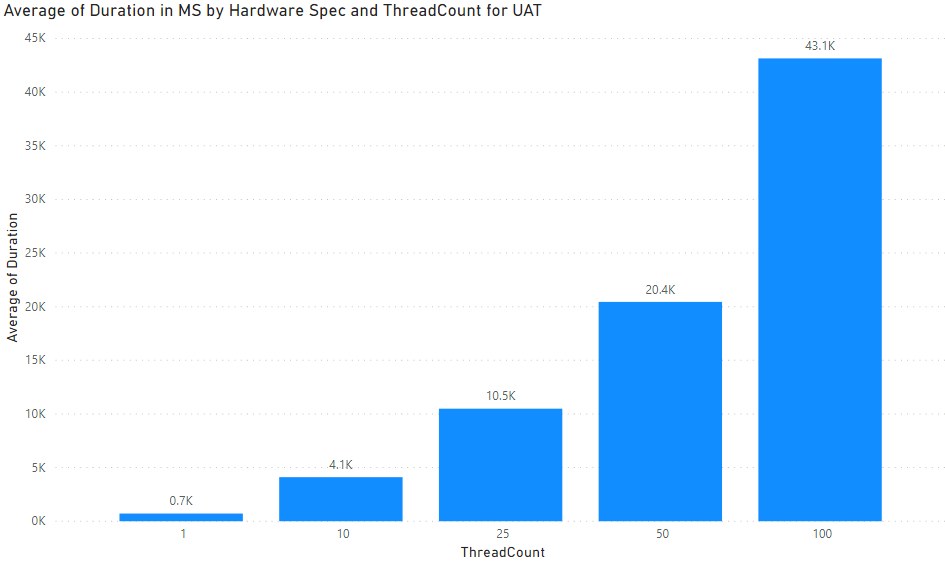 Average of Duration in MS by Hardware Spec and ThreadCount for UAT
45K
40K
35K
30K
25K
20K
15K
10K
5K
0K
Average of Duration
0.7K
4.1K
10.5K
20.4K
43.1K
1
10
25
50
100
ThreadCount